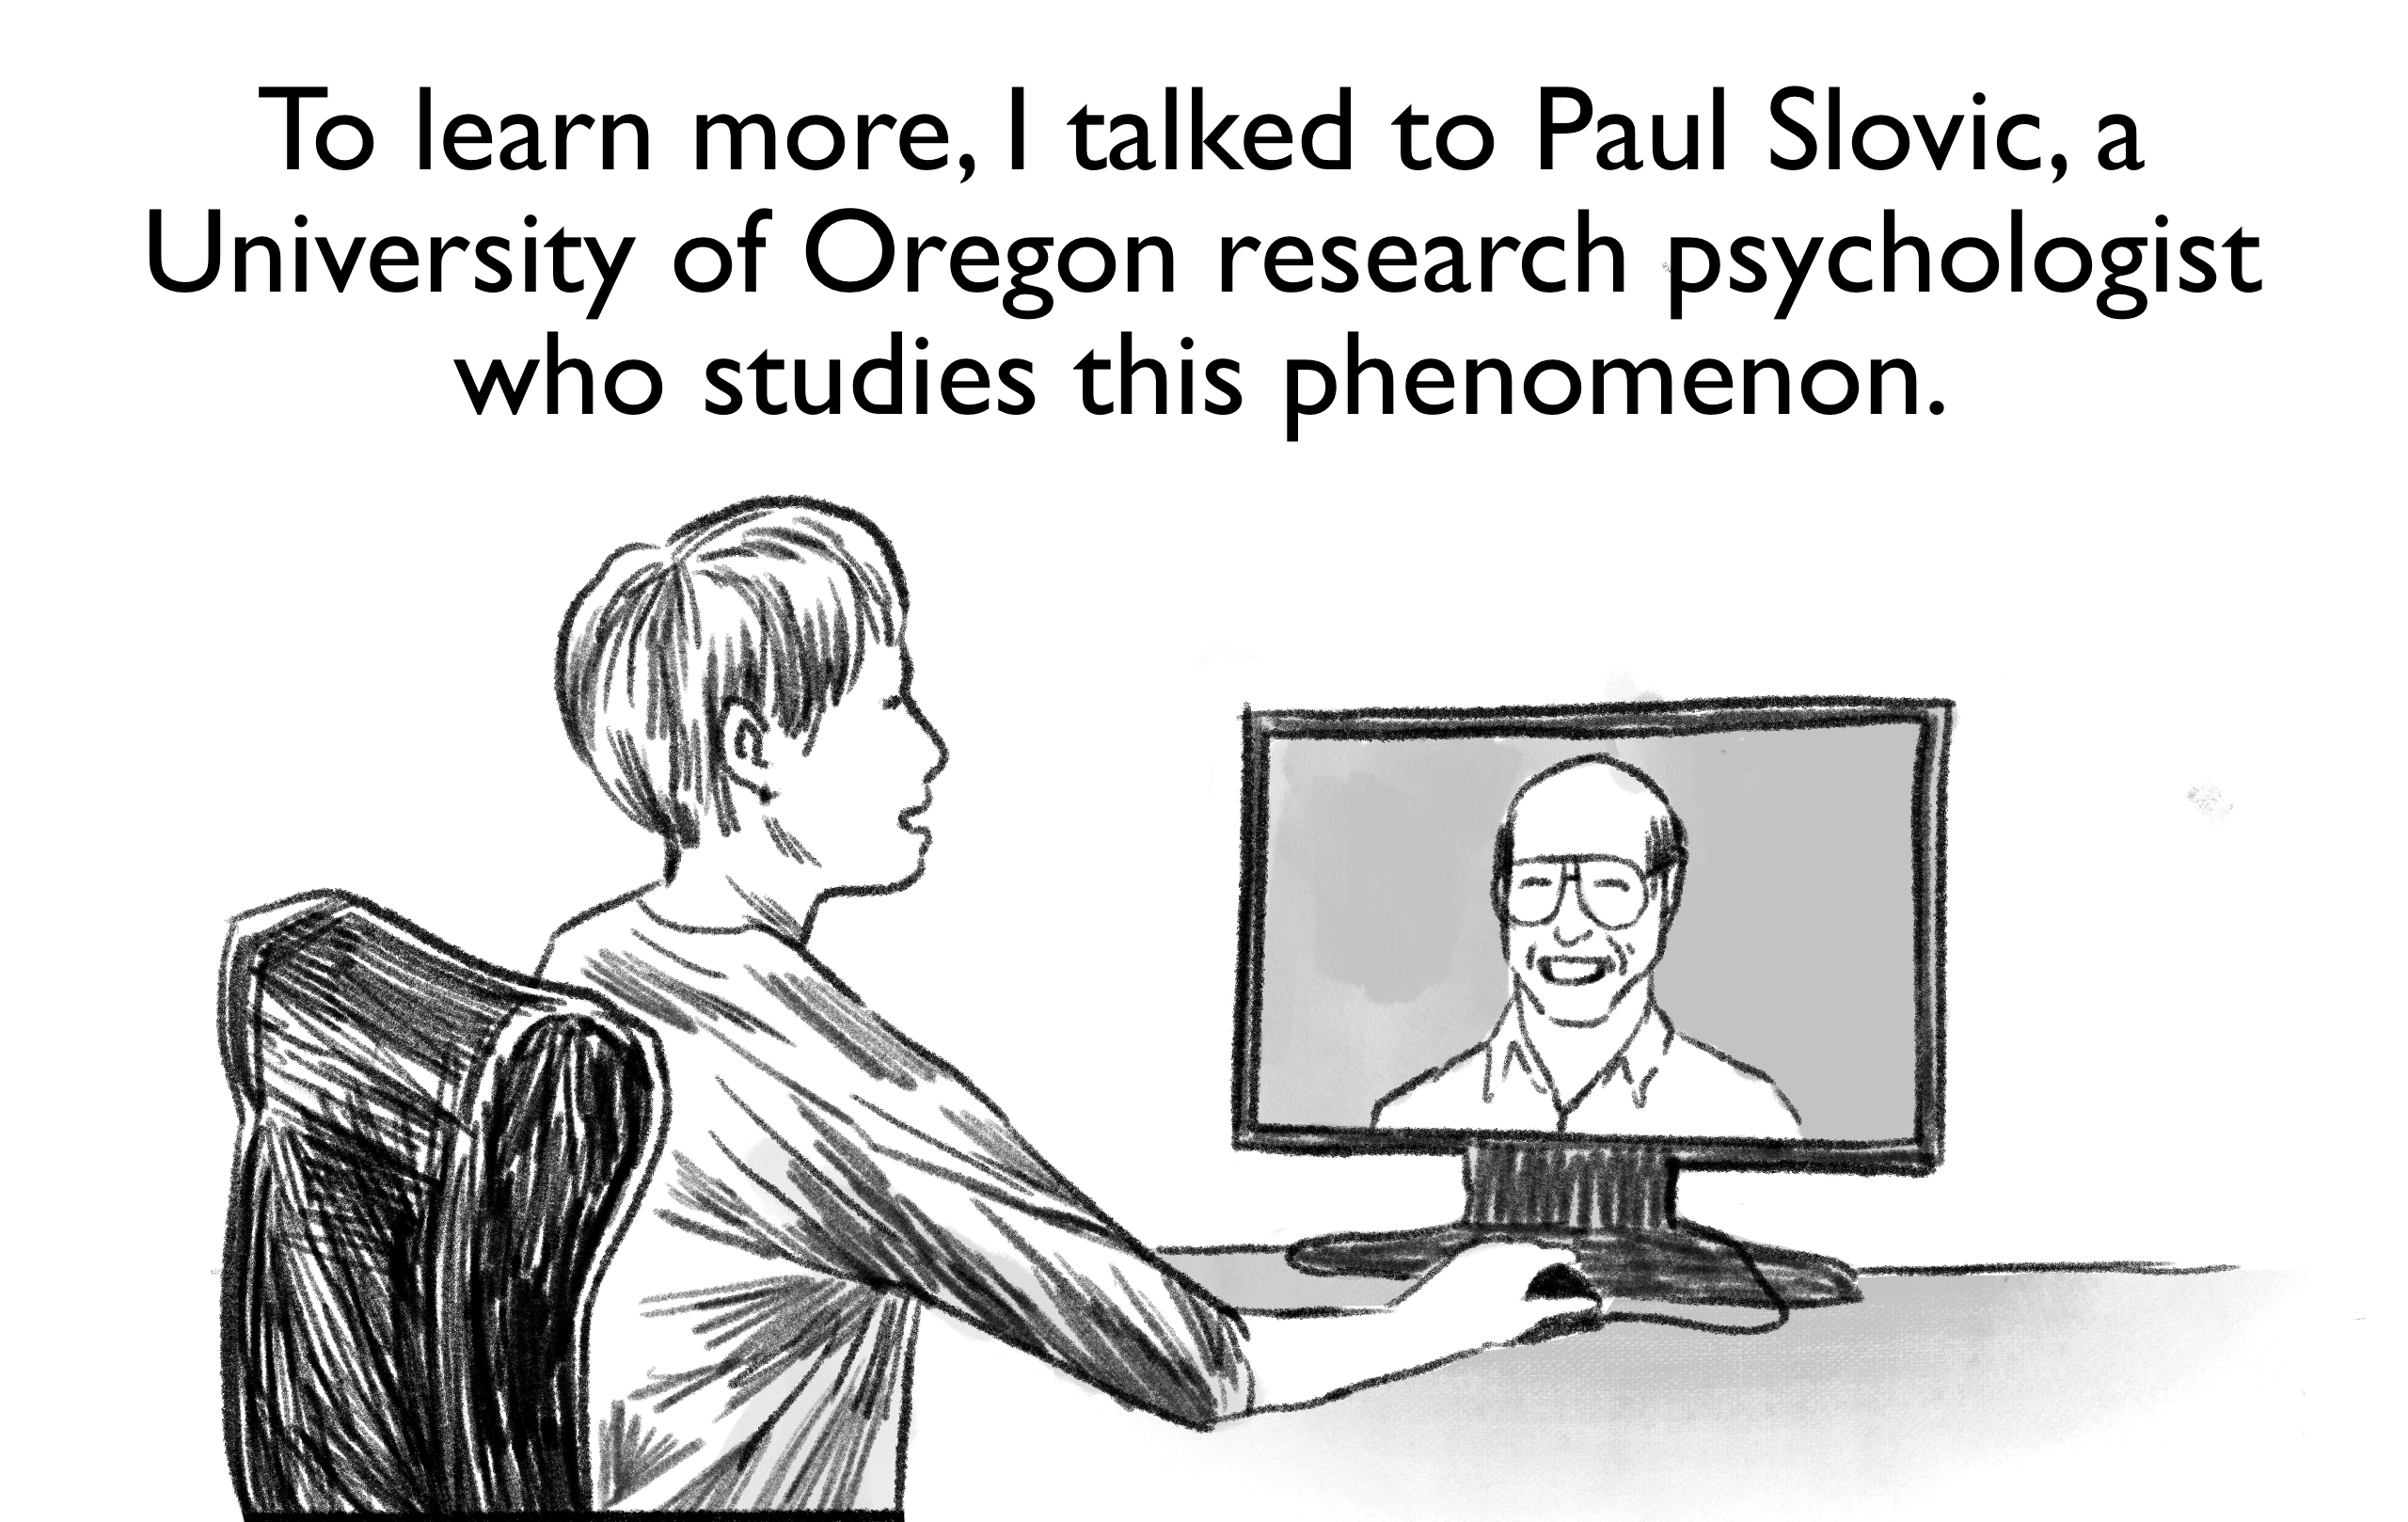 To learn more, I talked to Paul Slovic, a
University of Oregon research psychologist
who studies this phenomenon.